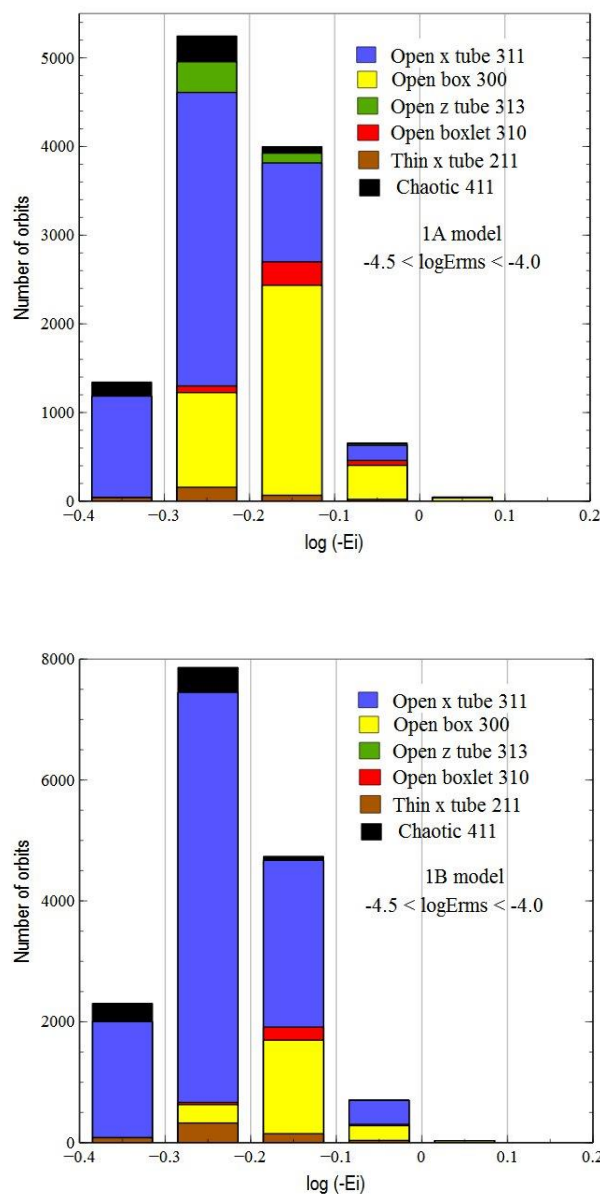 5000
4000
3000
2000
1000
0
Number of orbits
Open x tube 311
Open box 300
Open z tube 313
Open boxlet 310
Thin x tube 211
Chaotic 411
1A model
-4.5 < logErms < -4.0
−0.4 −0.3 −0.2 −0.1 0 0.1 0.2
log (-Ei)
8000
6000
4000
2000
0
Number of orbits
Open x tube 311
Open box 300
Open z tube 313
Open boxlet 310
Thin x tube 211
Chaotic 411
1B model
-4.5 < logErms < -4.0
−0.4 −0.3 −0.2 −0.1 0 0.1 0.2
log (-Ei)